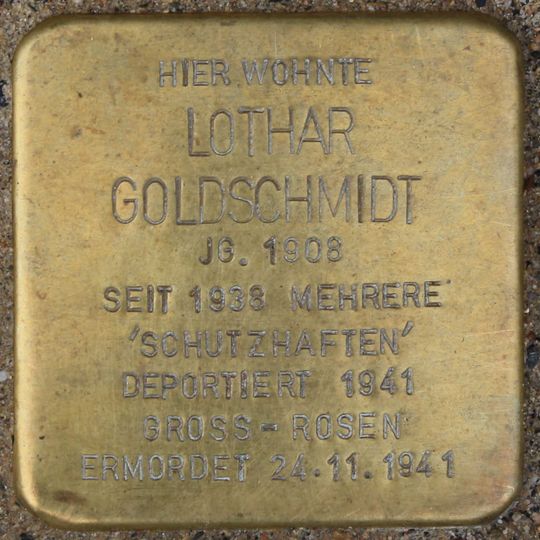 HIER WOHNTE
LOTHAR
GOLDSCHMIDT
JG. 1908
SEIT 1938 MEHRERE
'SCHUTZHAFTEN'
DEPORTIERT 1941
GROSS-ROSEN
ERMORDET 24.11.1941